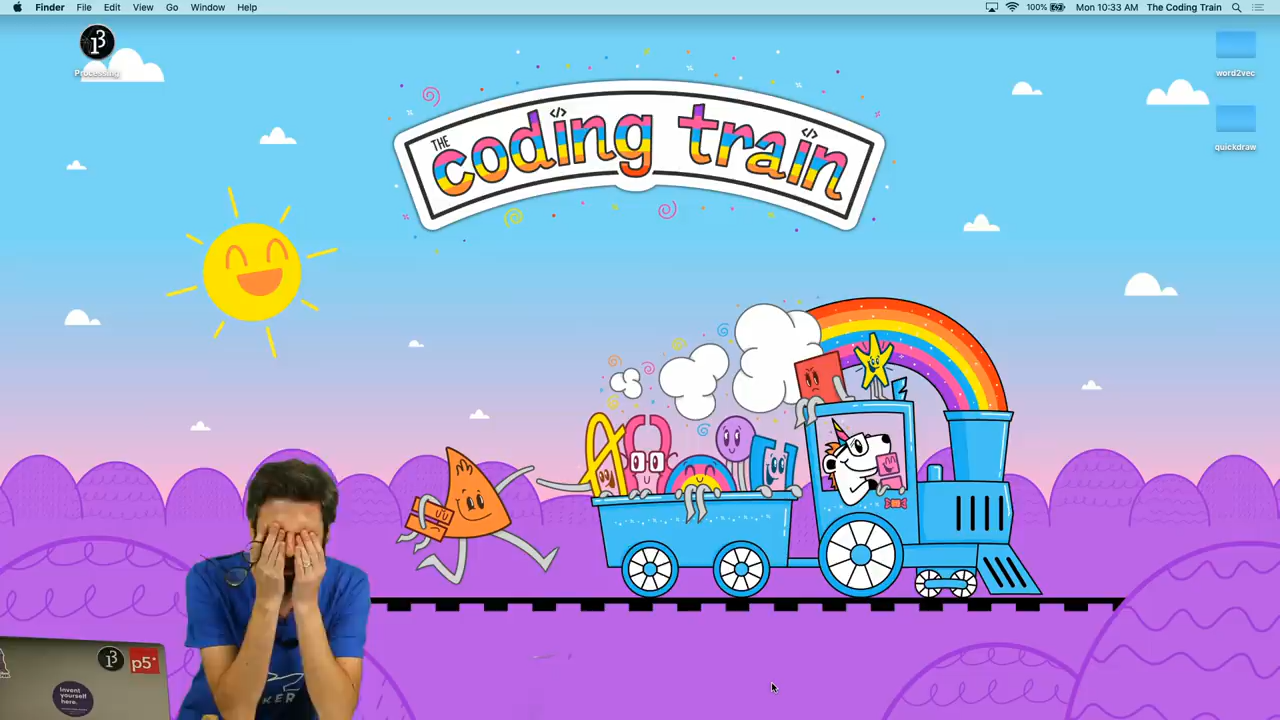 Finder File Edit View Go Window Help
100% Mon 10:33 AM The Coding Train
Processing
word2vec
quickdraw
THE
coding train
</>
</>
p5*
Invent
yourself
here.
KER